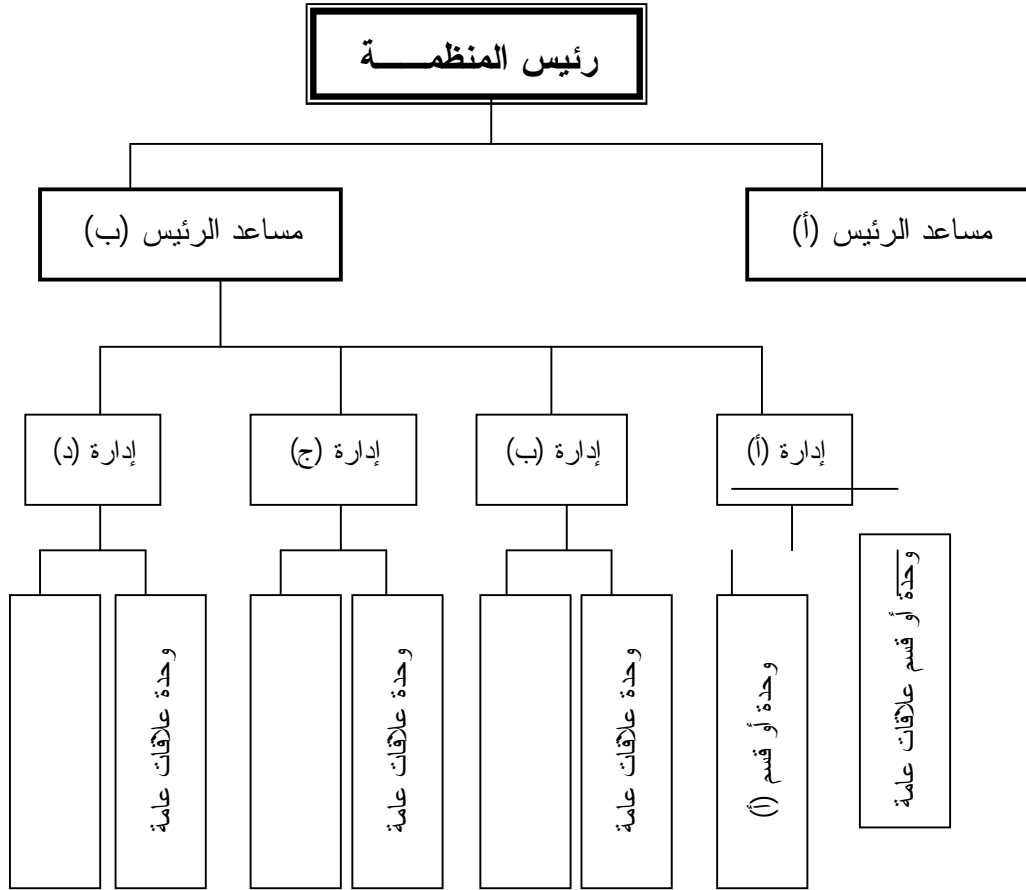 رئيس المنظمـــــة
مساعد الرئيس (أ)
مساعد الرئيس (ب)
إدارة (أ)
إدارة (ب)
إدارة (ج)
إدارة (د)
وحدة أو قسم علاقات عامة
وحدة أو قسم (أ)
وحدة علاقات عامة
وحدة علاقات عامة
وحدة علاقات عامة